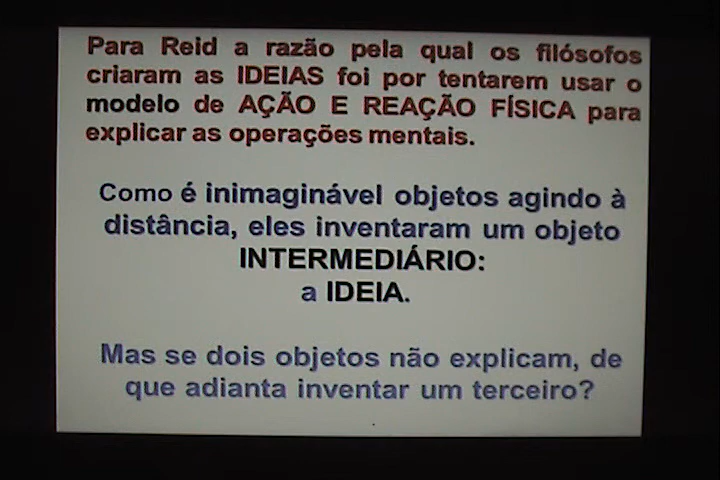 Para Reid a razão pela qual os filósofos
criaram as IDEIAS foi por tentarem usar o
modelo de AÇÃO E REAÇÃO FÍSICA para
explicar as operações mentais.
Como é inimaginável objetos agindo à
distância, eles inventaram um objeto
INTERMEDIÁRIO:
a IDEIA.
Mas se dois objetos não explicam, de
que adianta inventar um terceiro?